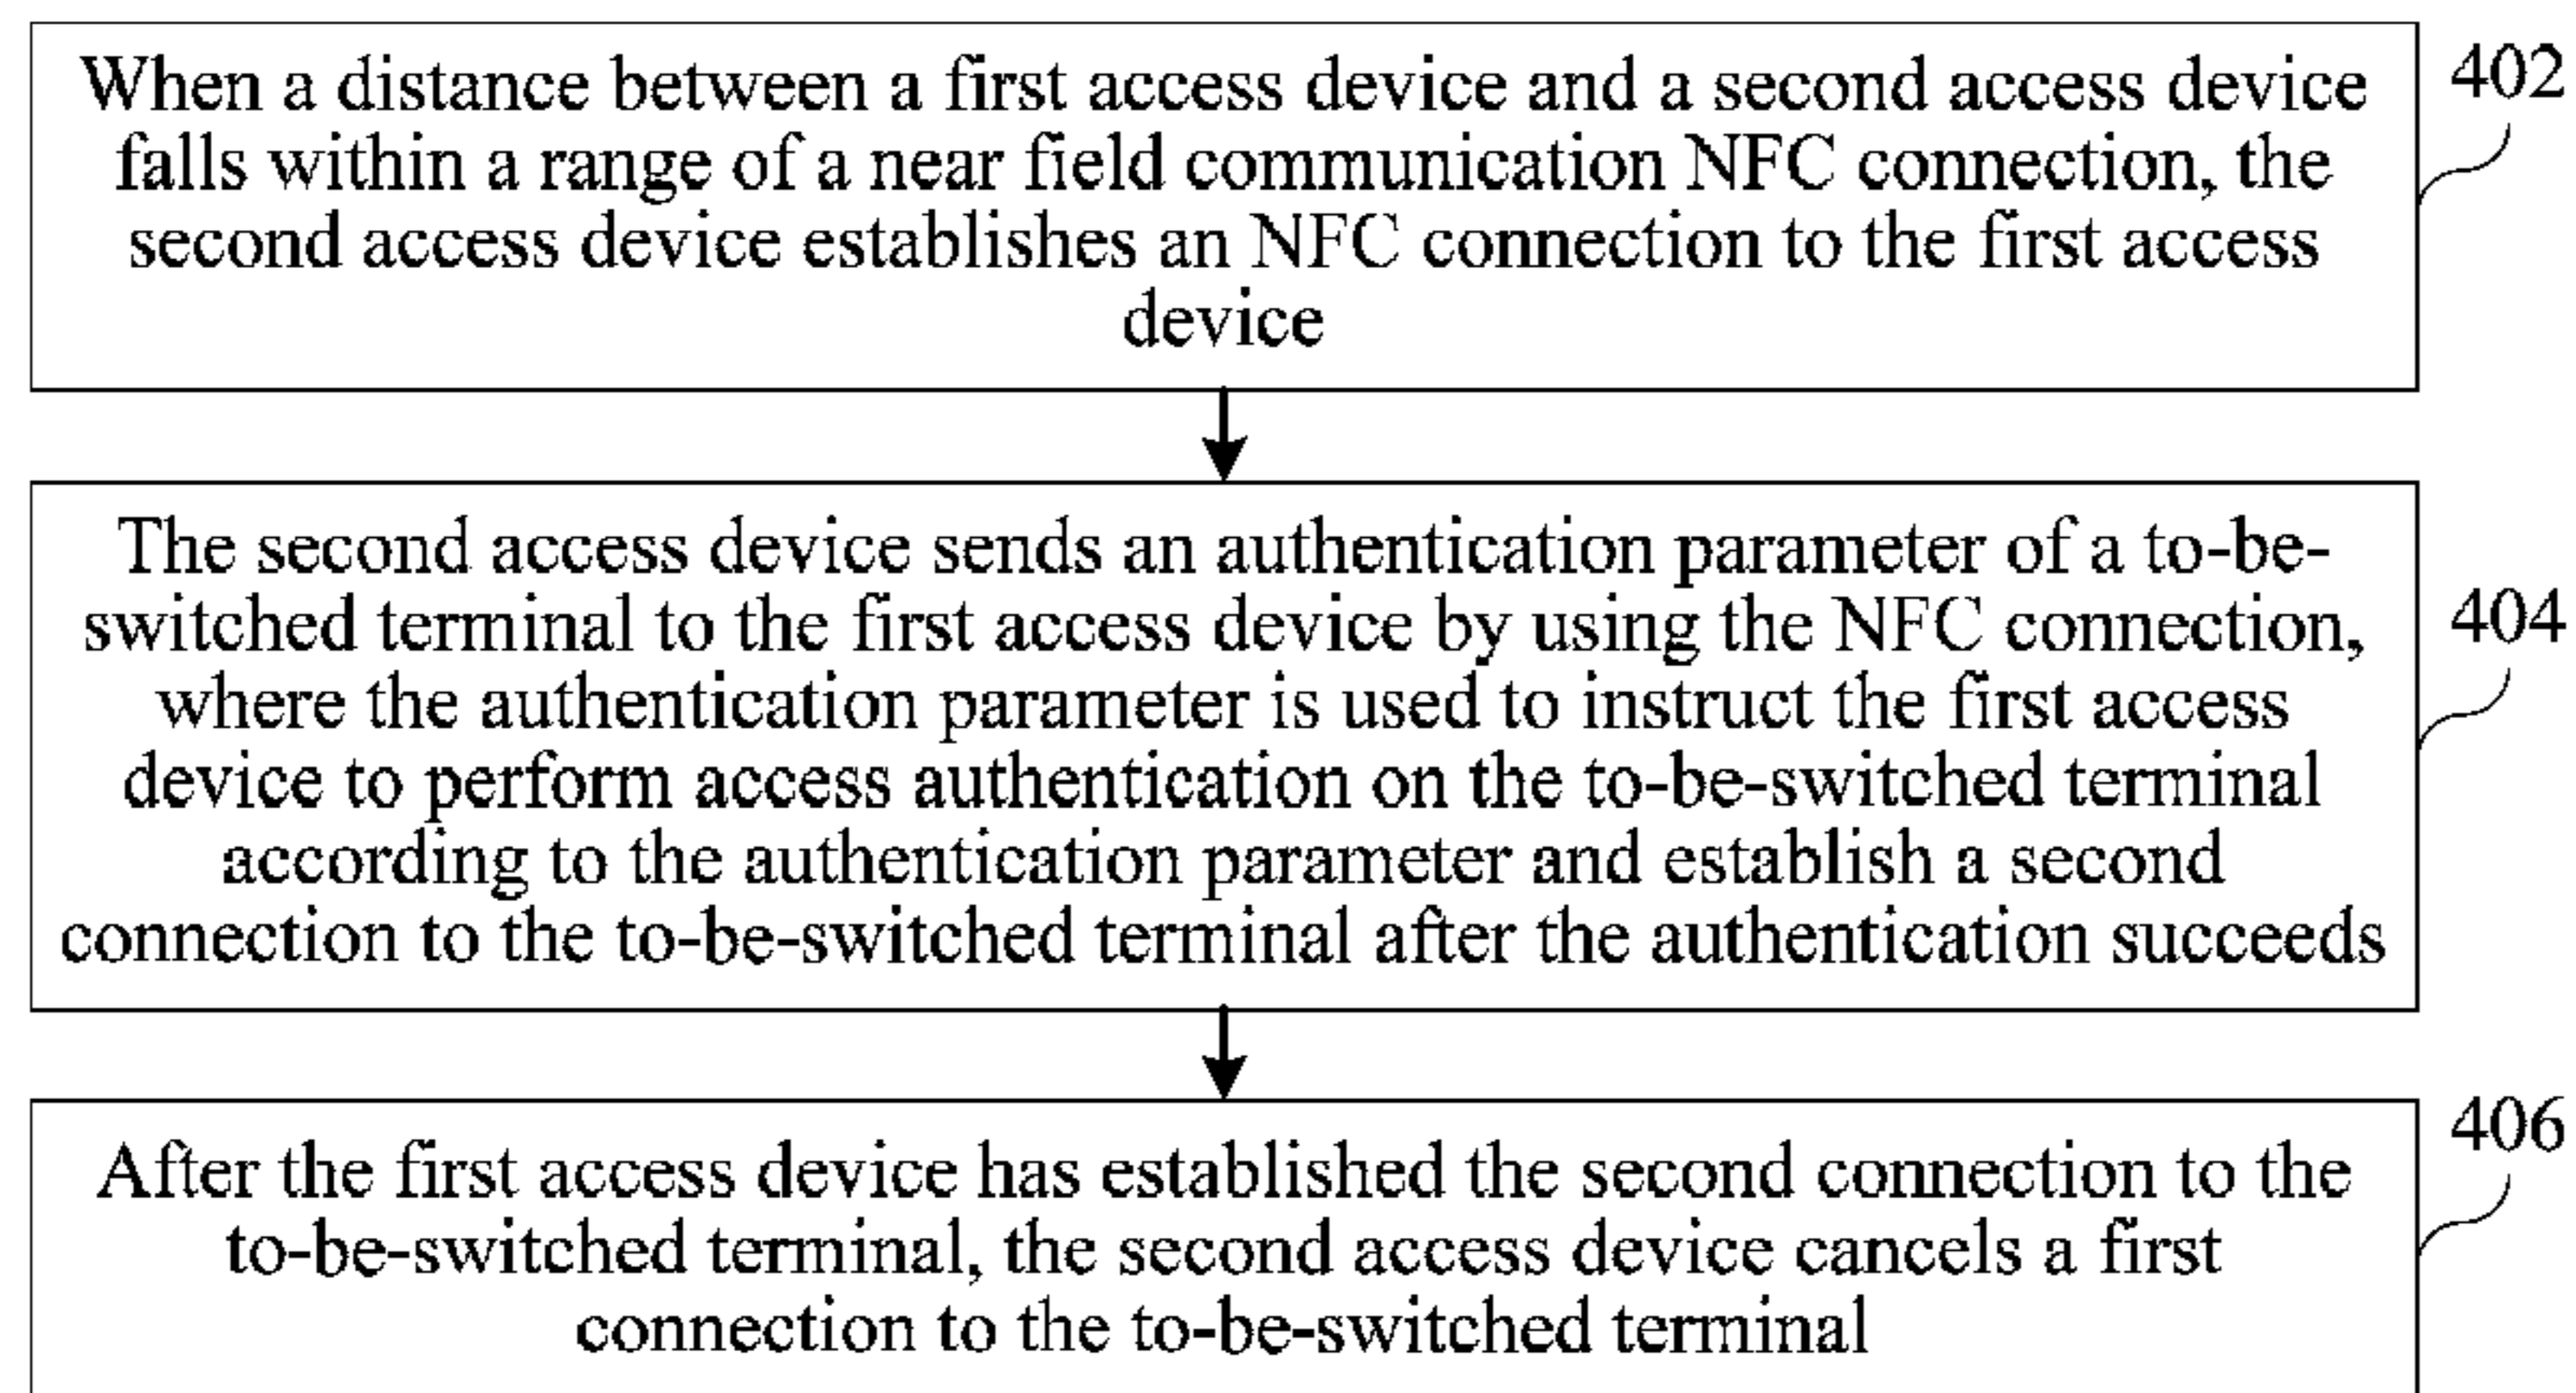 When a distance between a first access device and a second access device
falls within a range of a near field communication NFC connection, the
second access device establishes an NFC connection to the first access
device
402
The second access device sends an authentication parameter of a to-be-
switched terminal to the first access device by using the NFC connection,
where the authentication parameter is used to instruct the first access
device to perform access authentication on the to-be-switched terminal
according to the authentication parameter and establish a second
connection to the to-be-switched terminal after the authentication succeeds
404
After the first access device has established the second connection to the
to-be-switched terminal, the second access device cancels a first
connection to the to-be-switched terminal
406